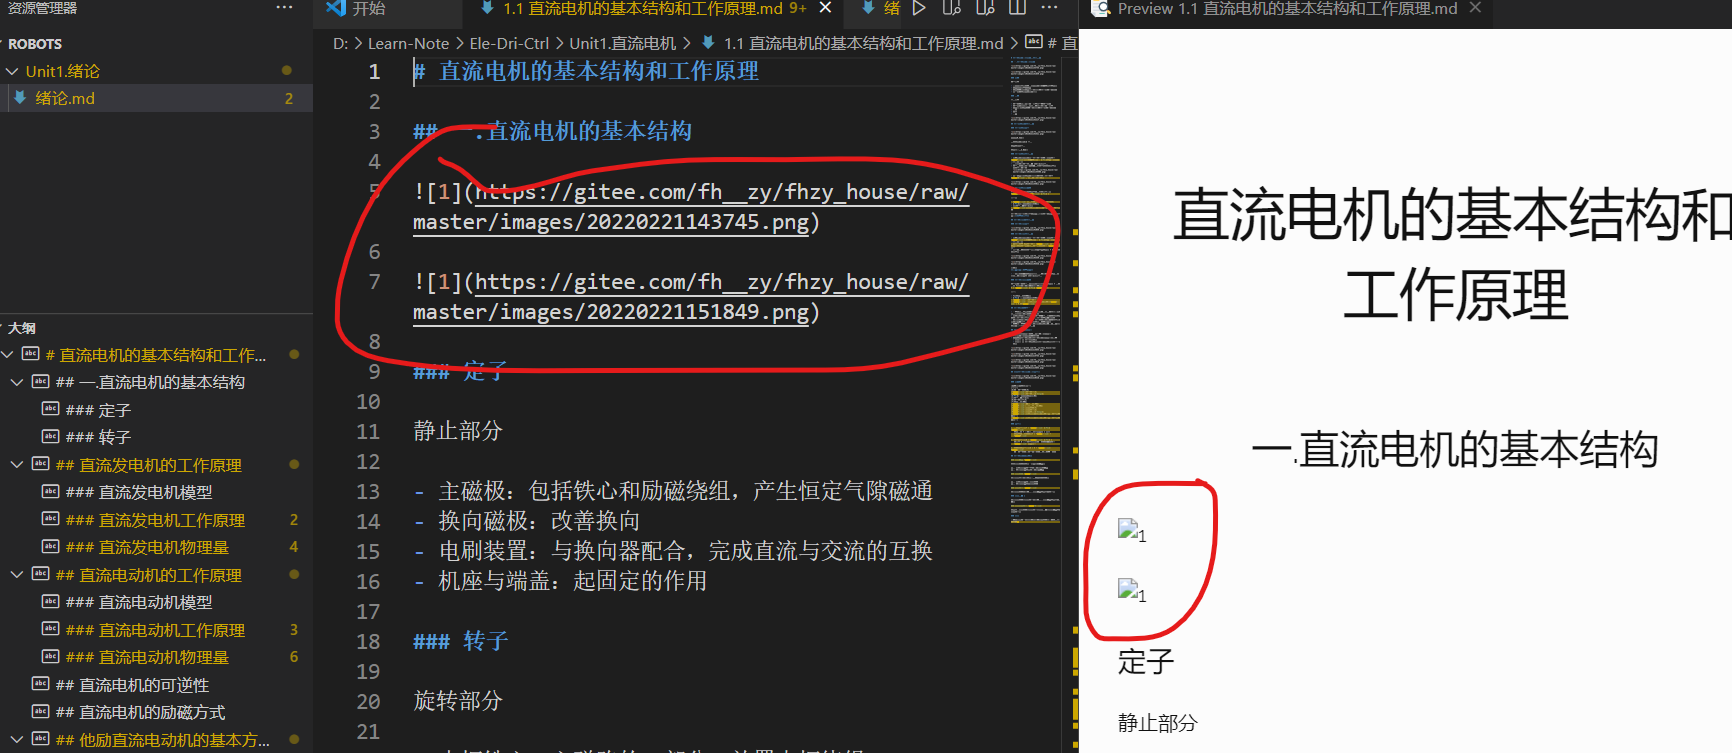 资源管理器
ROBOTS
Unit1.绪论
绪论.md 2
大纲
# 直流电机的基本结构和工作...
## 一.直流电机的基本结构
### 定子
### 转子
## 直流发电机的工作原理
### 直流发电机模型
### 直流发电机工作原理 2
### 直流发电机物理量 4
## 直流电动机的工作原理
### 直流电动机模型
### 直流电动机工作原理 3
### 直流电动机物理量 6
## 直流电机的可逆性
## 直流电机的励磁方式
## 他励直流电动机的基本方...
开始
1.1 直流电机的基本结构和工作原理.md 9+
绪
D: > Learn-Note > Ele-Dri-Ctrl > Unit1.直流电机 > 1.1 直流电机的基本结构和工作原理.md > # 直
1 # 直流电机的基本结构和工作原理
2
3 ## 一.直流电机的基本结构
4
5 ![1](https://gitee.com/fh__zy/fhzy_house/raw/
master/images/20220221143745.png)
6
7 ![1](https://gitee.com/fh__zy/fhzy_house/raw/
master/images/20220221151849.png)
8
9 ### 定子
10
11 静止部分
12
13 - 主磁极：包括铁心和励磁绕组，产生恒定气隙磁通
14 - 换向磁极：改善换向
15 - 电刷装置：与换向器配合，完成直流与交流的互换
16 - 机座与端盖：起固定的作用
17
18 ### 转子
19
20 旋转部分
21
Preview 1.1 直流电机的基本结构和工作原理.md
直流电机的基本结构和
工作原理
一.直流电机的基本结构
1
1
定子
静止部分